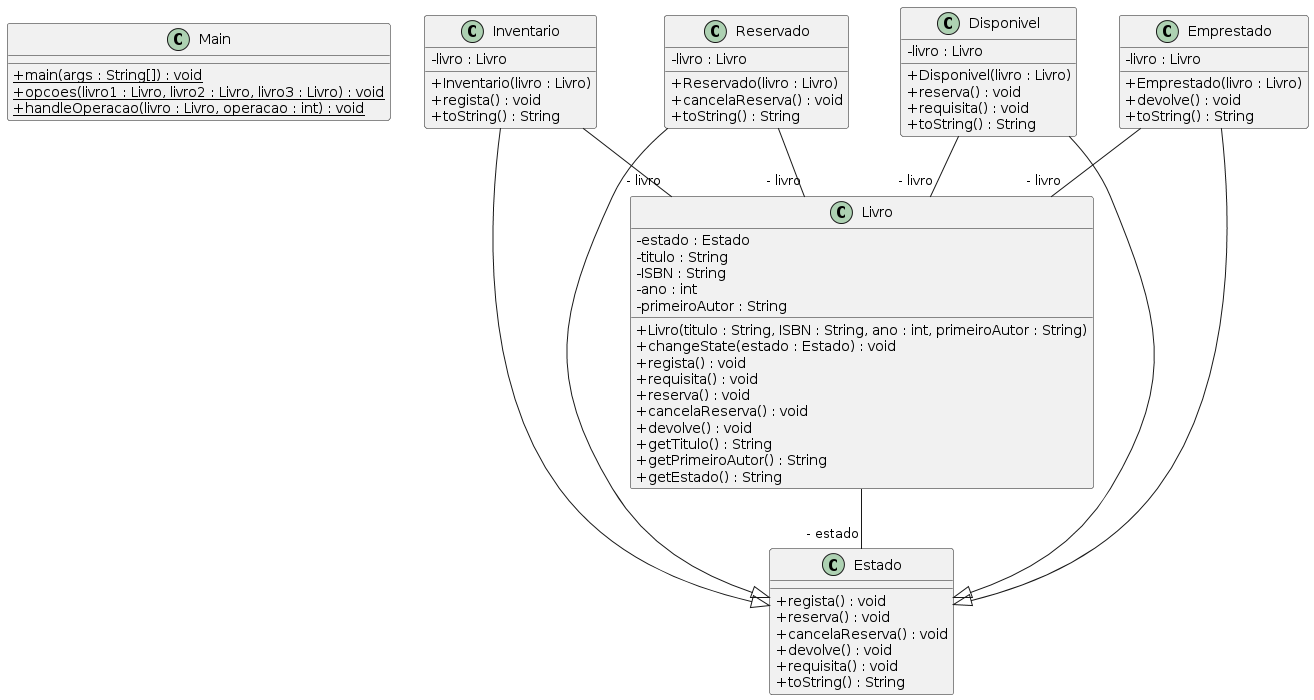 C Main
+main(args : String[]) : void
+opcoes(livro1 : Livro, livro2 : Livro, livro3 : Livro) : void
+handleOperacao(livro : Livro, operacao : int) : void
C Inventario
-livro : Livro
+Inventario(livro : Livro)
+regista() : void
+toString() : String
C Reservado
-livro : Livro
+Reservado(livro : Livro)
+cancelaReserva() : void
+toString() : String
C Disponivel
-livro : Livro
+Disponivel(livro : Livro)
+reserva() : void
+requisita() : void
+toString() : String
C Emprestado
-livro : Livro
+Emprestado(livro : Livro)
+devolve() : void
+toString() : String
- livro
- livro
- livro
- livro
C Livro
-estado : Estado
-titulo : String
-ISBN : String
-ano : int
-primeiroAutor : String
+Livro(titulo : String, ISBN : String, ano : int, primeiroAutor : String)
+changeState(estado : Estado) : void
+regista() : void
+requisita() : void
+reserva() : void
+cancelaReserva() : void
+devolve() : void
+getTitulo() : String
+getPrimeiroAutor() : String
+getEstado() : String
- estado
C Estado
+regista() : void
+reserva() : void
+cancelaReserva() : void
+devolve() : void
+requisita() : void
+toString() : String